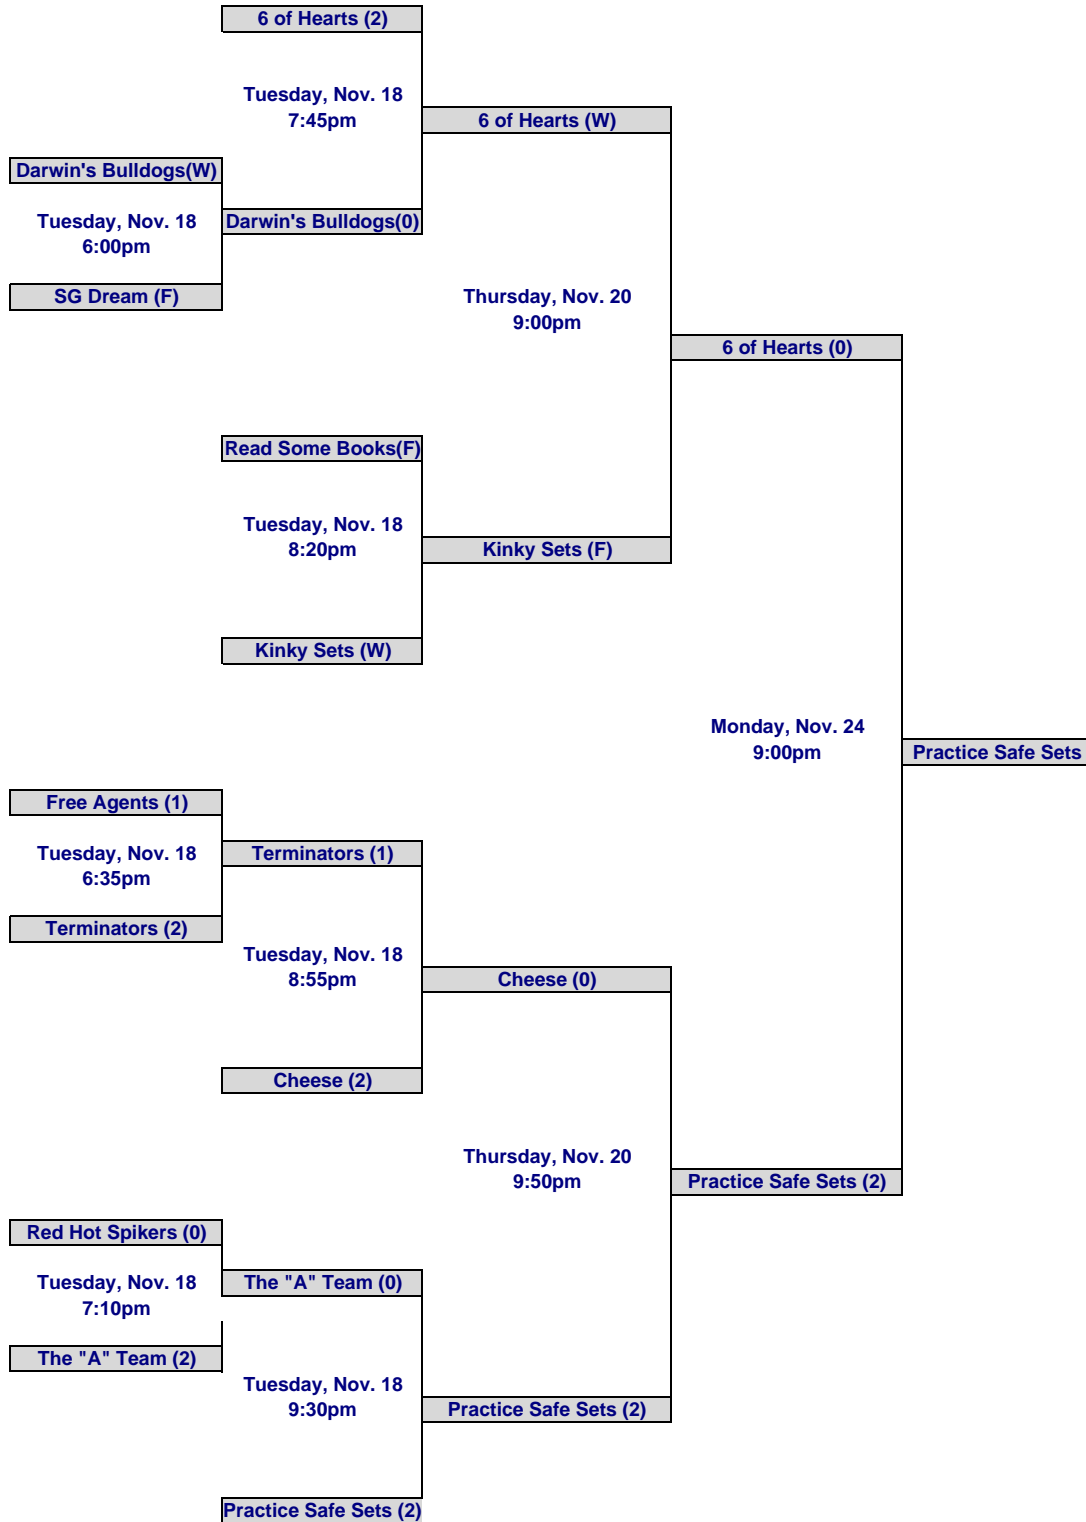 6 of Hearts (2)
Tuesday, Nov. 18
7:45pm
6 of Hearts (W)
Darwin's Bulldogs(W)
Tuesday, Nov. 18
6:00pm
Darwin's Bulldogs(0)
SG Dream (F)
Thursday, Nov. 20
9:00pm
6 of Hearts (0)
Read Some Books(F)
Tuesday, Nov. 18
8:20pm
Kinky Sets (F)
Kinky Sets (W)
Monday, Nov. 24
9:00pm
Practice Safe Sets
Free Agents (1)
Tuesday, Nov. 18
6:35pm
Terminators (1)
Terminators (2)
Tuesday, Nov. 18
8:55pm
Cheese (0)
Cheese (2)
Thursday, Nov. 20
9:50pm
Practice Safe Sets (2)
Red Hot Spikers (0)
Tuesday, Nov. 18
7:10pm
The "A" Team (0)
The "A" Team (2)
Tuesday, Nov. 18
9:30pm
Practice Safe Sets (2)
Practice Safe Sets (2)